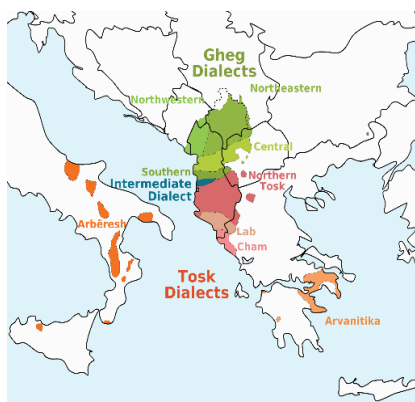 Gheg
Dialects
Northeastern
Northwestern
Central
Southern
Intermediate
Dialect
Northern
Tosk
Arbëresh
Lab
Cham
Tosk
Dialects
Arvanitika